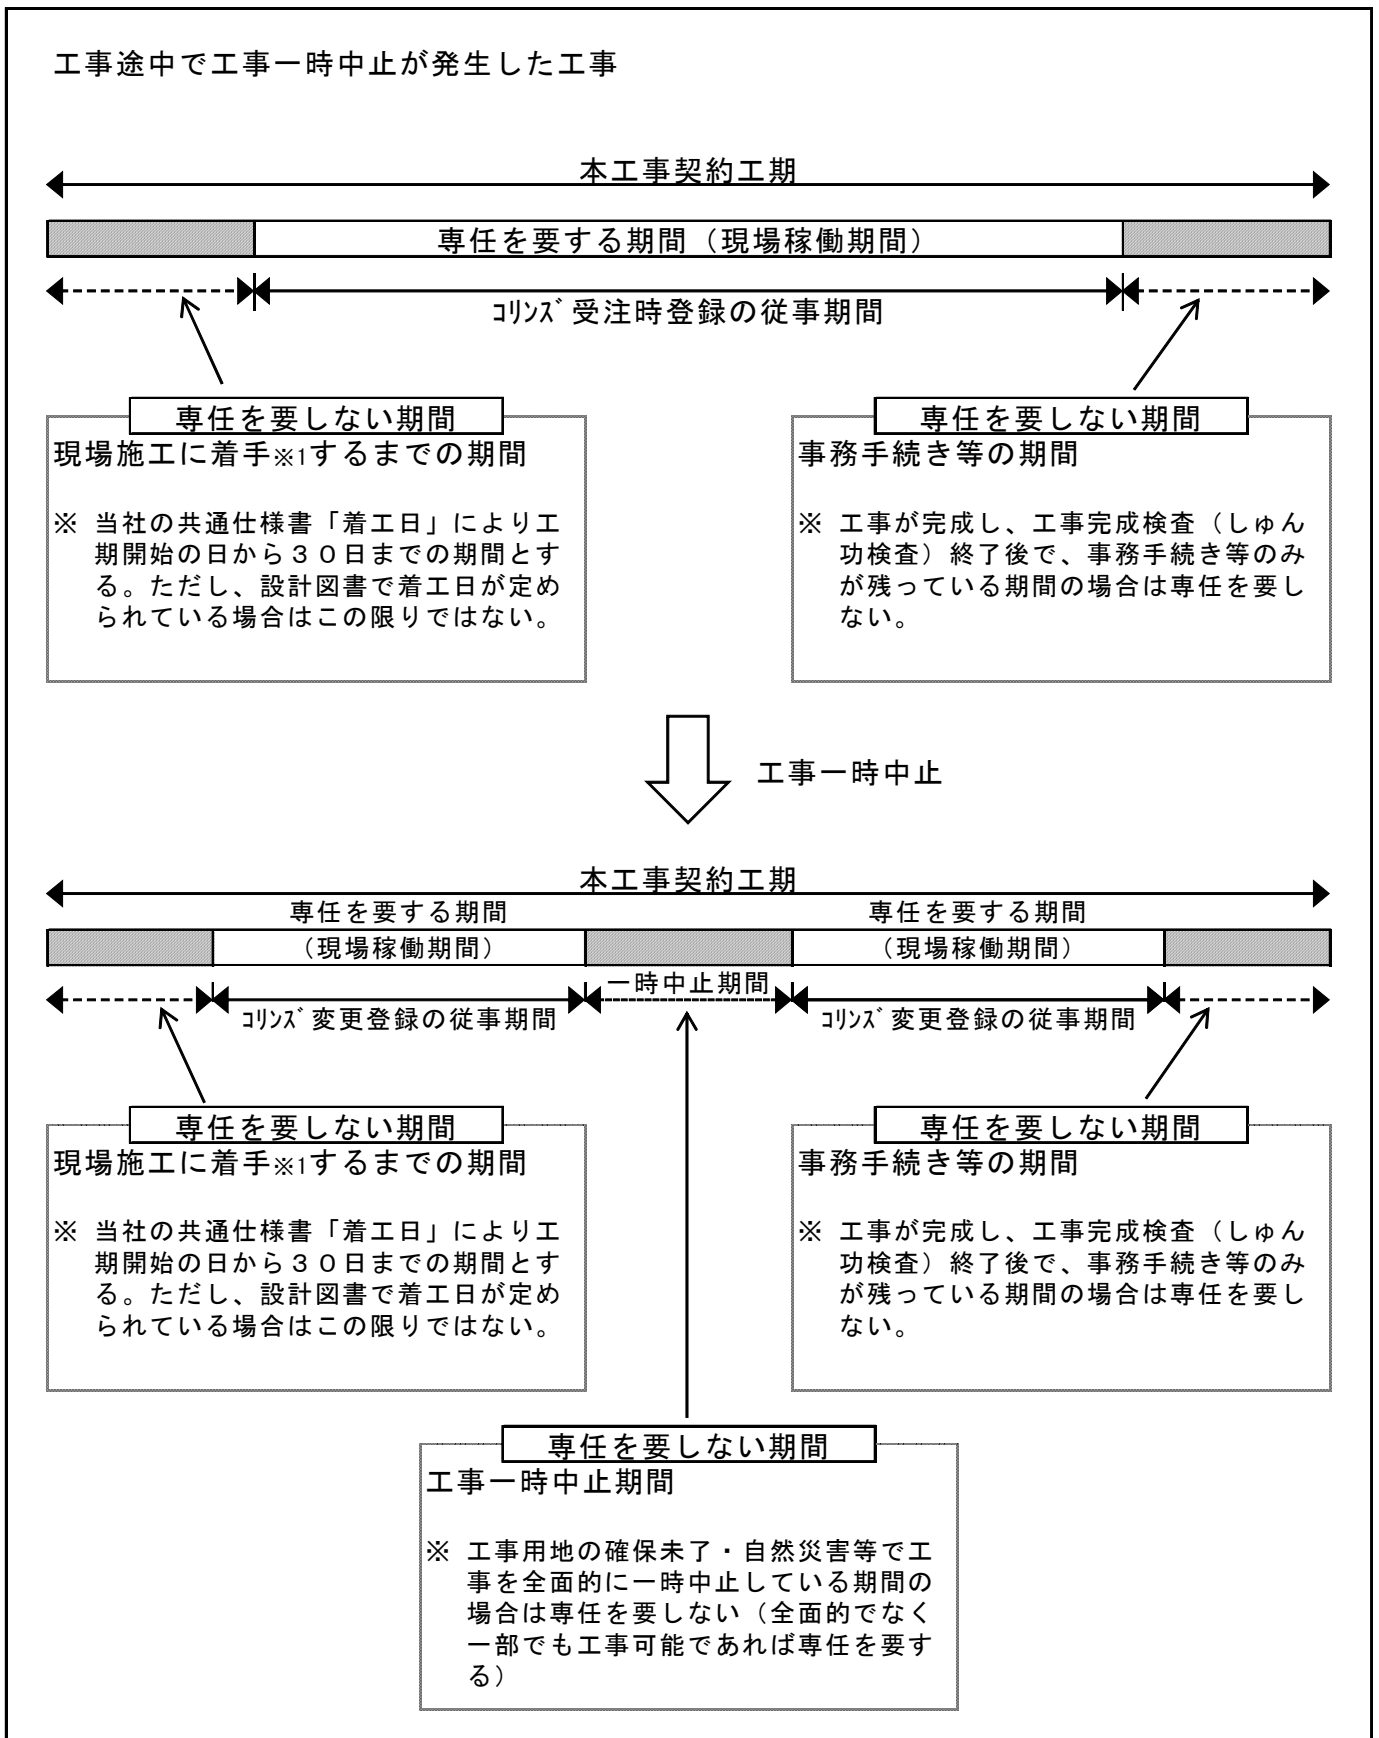 工事途中で工事一時中止が発生した工事
本工事契約工期
専任を要する期間（現場稼働期間）
ｺﾘﾝｽﾞ受注時登録の従事期間
専任を要しない期間
現場施工に着手※1するまでの期間
※ 当社の共通仕様書「着工日」により工
期開始の日から３０日までの期間とす
る。ただし、設計図書で着工日が定め
られている場合はこの限りではない。
専任を要しない期間
事務手続き等の期間
※ 工事が完成し、工事完成検査（しゅん
功検査）終了後で、事務手続き等のみ
が残っている期間の場合は専任を要し
ない。
工事一時中止
本工事契約工期
専任を要する期間
（現場稼働期間）
専任を要する期間
（現場稼働期間）
一時中止期間
ｺﾘﾝｽﾞ変更登録の従事期間
ｺﾘﾝｽﾞ変更登録の従事期間
専任を要しない期間
現場施工に着手※1するまでの期間
※ 当社の共通仕様書「着工日」により工
期開始の日から３０日までの期間とす
る。ただし、設計図書で着工日が定め
られている場合はこの限りではない。
専任を要しない期間
事務手続き等の期間
※ 工事が完成し、工事完成検査（しゅん
功検査）終了後で、事務手続き等のみ
が残っている期間の場合は専任を要し
ない。
専任を要しない期間
工事一時中止期間
※ 工事用地の確保未了・自然災害等で工
事を全面的に一時中止している期間の
場合は専任を要しない（全面的でなく
一部でも工事可能であれば専任を要す
る）